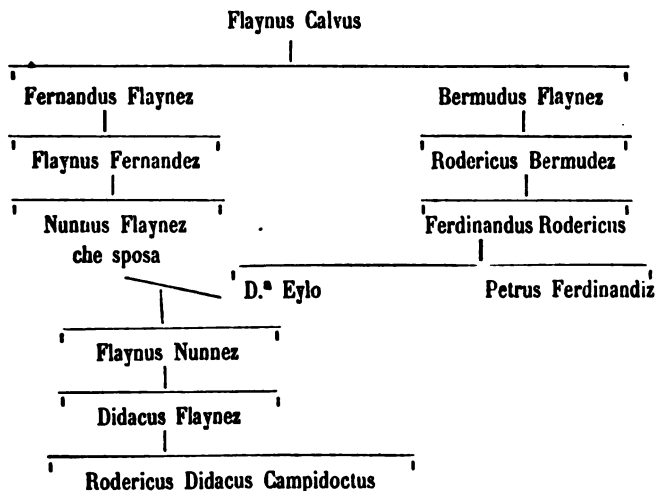 Flaynus Calvus
Fernandus Flaynez
Bermudus Flaynez
Flaynus Fernandez
Rodericus Bermudez
Nunnus Flaynez
che sposa
Ferdinandus Rodericus
D.ª Eylo
Petrus Ferdinandiz
Flaynus Nunnez
Didacus Flaynez
Rodericus Didacus Campidoctus